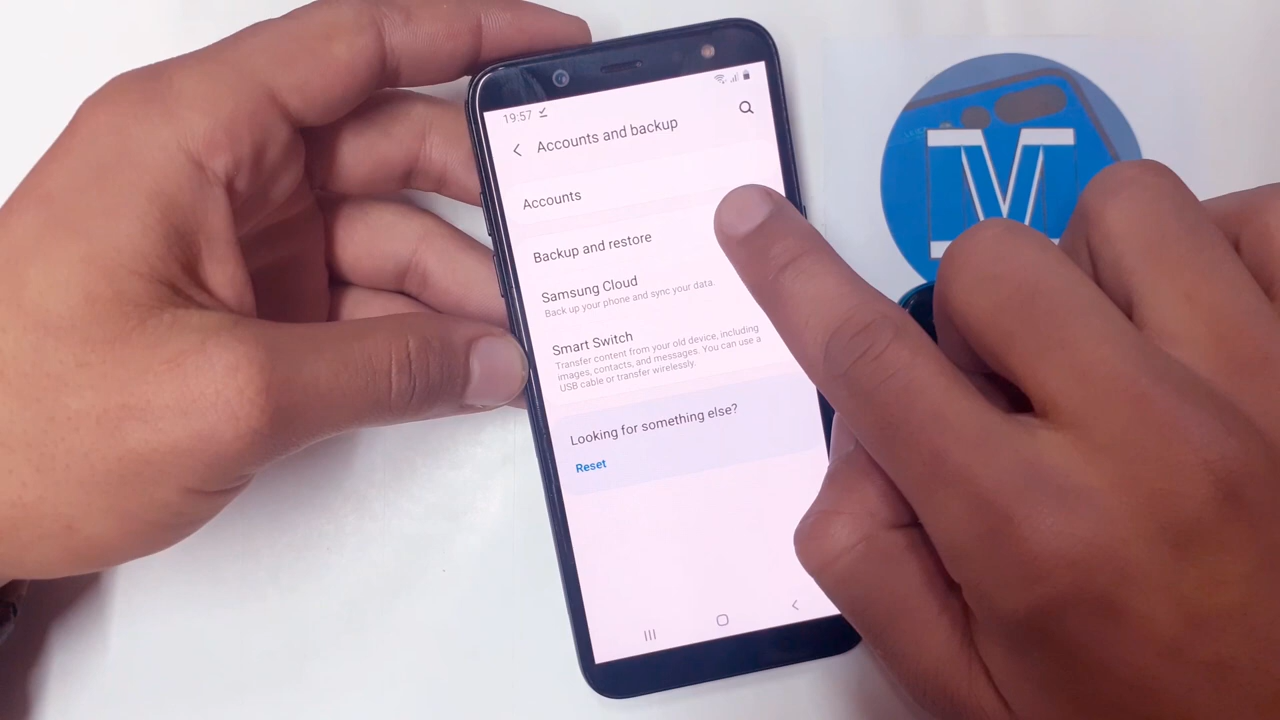 19:57
Accounts and backup
Accounts
Backup and restore
Samsung Cloud
Back up your phone and sync your data.
Smart Switch
Transfer content from your old device, including
images, contacts, and messages. You can use a
USB cable or transfer wirelessly.
Looking for something else?
Reset
M